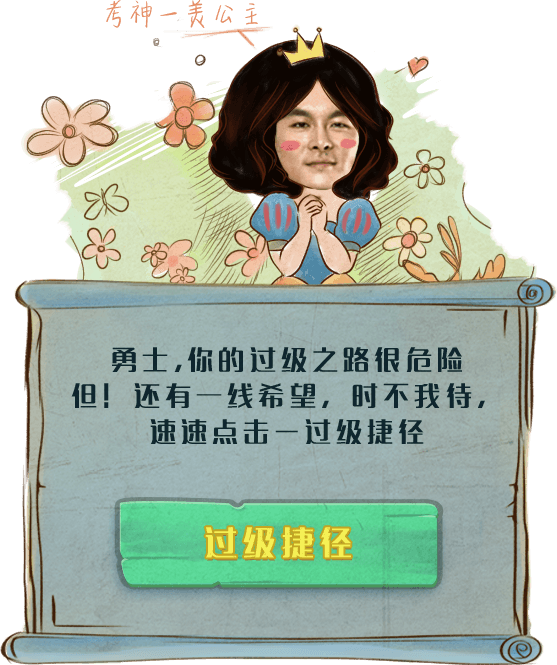 考神一美公主
勇士,你的过级之路很危险
但！还有一线希望，时不我待，
速速点击一过级捷径
过级捷径